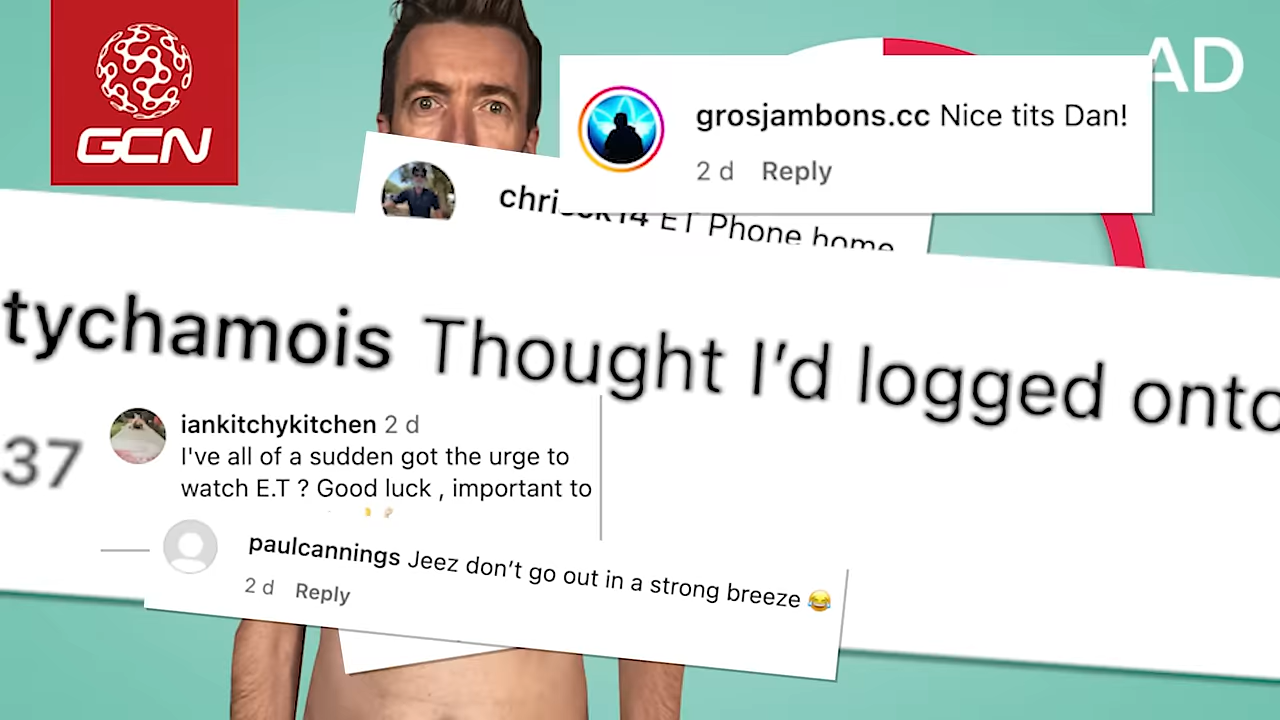 GCN
AD
grosjambons.cc Nice tits Dan!
2 d Reply
ET Phone home
tychamois Thought I’d logged onto
37
iankitchykitchen 2 d
I've all of a sudden got the urge to
watch E.T ? Good luck , important to
paulcannings Jeez don’t go out in a strong breeze 😂
2 d Reply